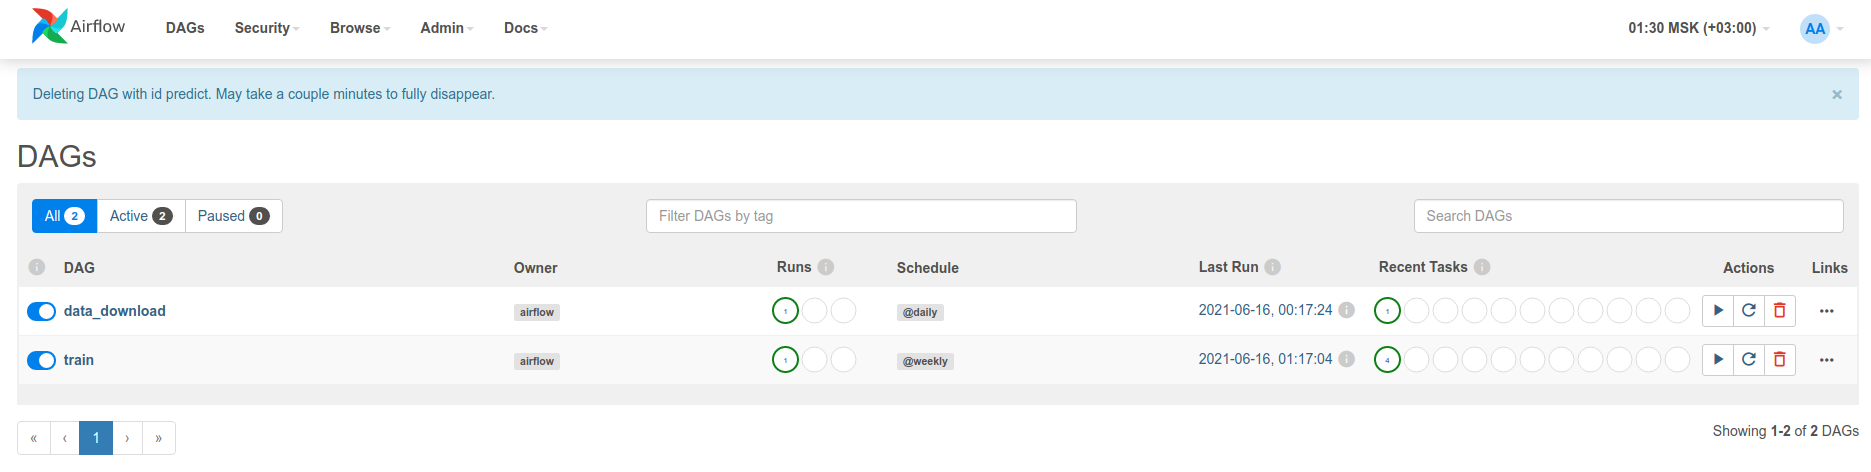 Airflow DAGs Security Browse Admin Docs 01:30 MSK (+03:00) AA
Deleting DAG with id predict. May take a couple minutes to fully disappear. ×
DAGs
All 2 Active 2 Paused 0 Filter DAGs by tag Search DAGs
i DAG Owner Runs i Schedule Last Run i Recent Tasks i Actions Links
data_download airflow 1 @daily 2021-06-16, 00:17:24 i 1
train airflow 1 @weekly 2021-06-16, 01:17:04 i 4
« ‹ 1 › » Showing 1-2 of 2 DAGs